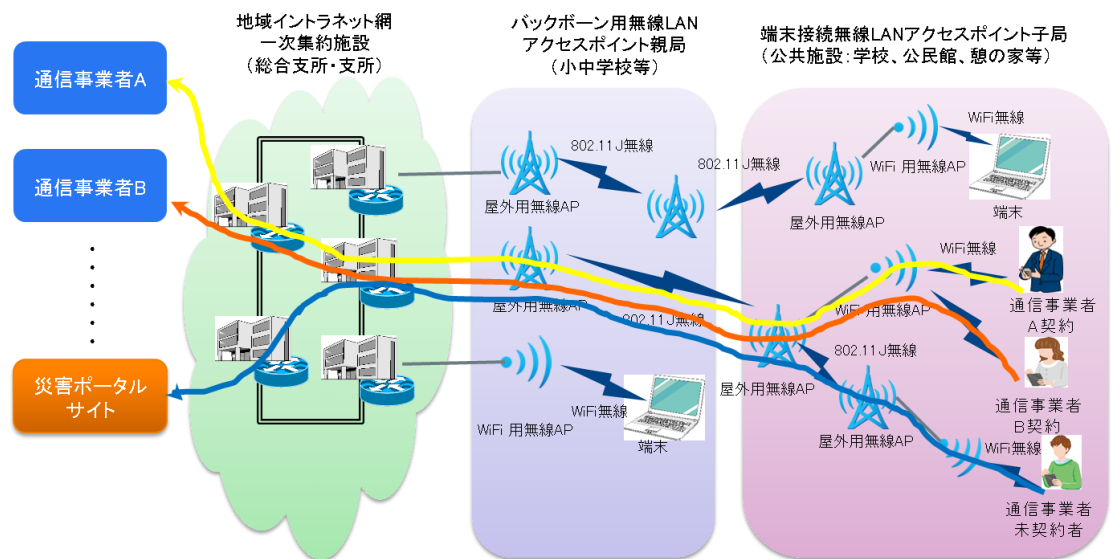 地域イントラネット網
一次集約施設
（総合支所・支所）
バックボーン用無線LAN
アクセスポイント親局
（小中学校等）
端末接続無線LANアクセスポイント子局
（公共施設：学校、公民館、憩の家等）
通信事業者A
通信事業者B
災害ポータル
サイト
802.11J無線
屋外用無線AP
802.11J無線
屋外用無線AP
WiFi 用無線AP
WiFi無線
端末
屋外用無線AP
802.11J無線
WiFi 用無線AP
WiFi無線
端末
屋外用無線AP
WiFi 用無線AP
WiFi無線
通信事業者
A契約
802.11J無線
屋外用無線AP
通信事業者
B契約
WiFi無線
通信事業者
未契約者